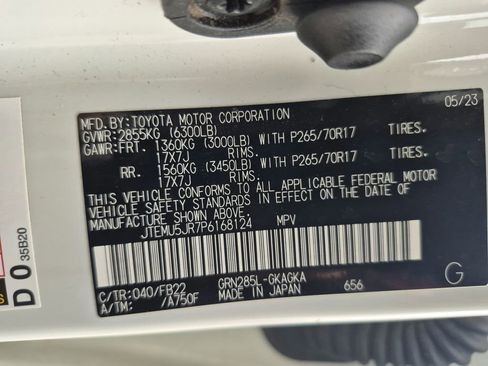 05/23
MFD.BY:TOYOTA MOTOR CORPORATION
GVWR:2855KG (6300LB)
GAWR:FRT. 1360KG (3000LB) WITH P265/70R17 TIRES.
17X7J RIMS.
RR. 1560KG (3450LB) WITH P265/70R17 TIRES.
17X7J RIMS.
THIS VEHICLE CONFORMS TO ALL APPLICABLE FEDERAL MOTOR
VEHICLE SAFETY STANDARDS IN EFFECT ON THE DATE OF
MANUFACTURE SHOWN ABOVE.
JTEMU5JR7P6168124 MPV
C/TR:040/FB22 GRN285L-GKAGKA G
A/TM: /A750F MADE IN JAPAN 656
D 0 35B20
S